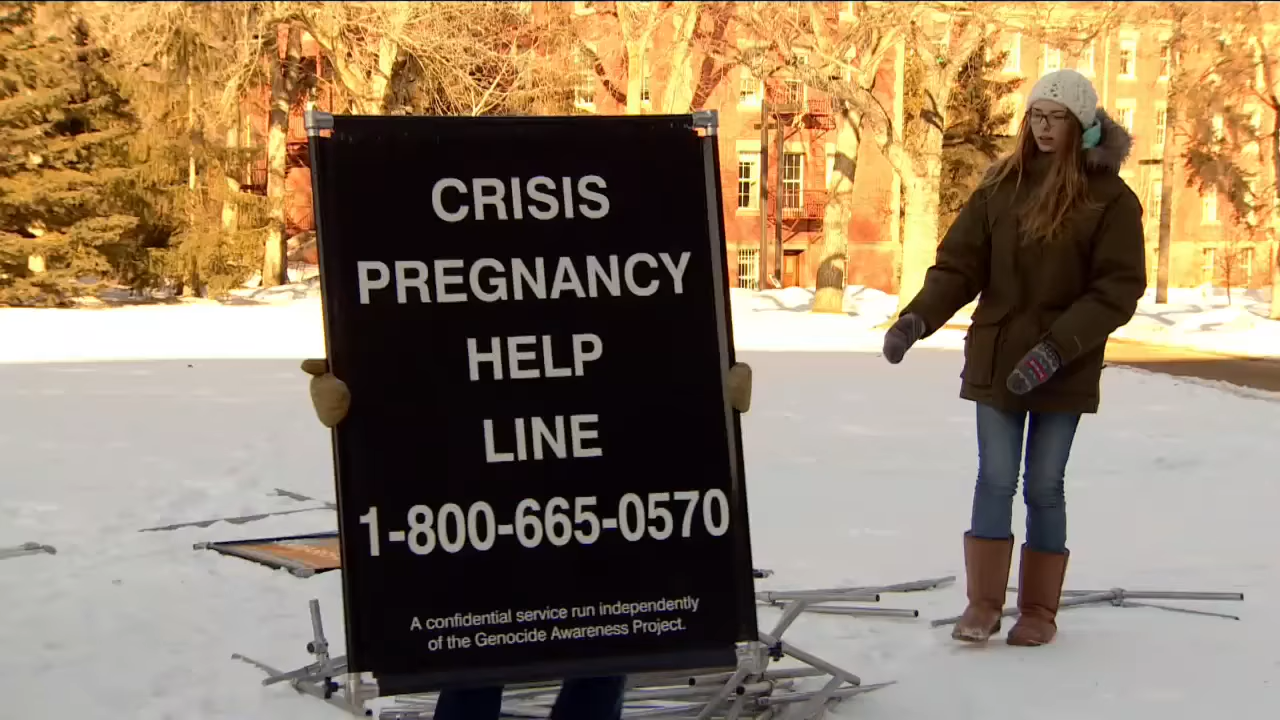 CRISIS
PREGNANCY
HELP
LINE
1-800-665-0570
A confidential service run independently
of the Genocide Awareness Project.